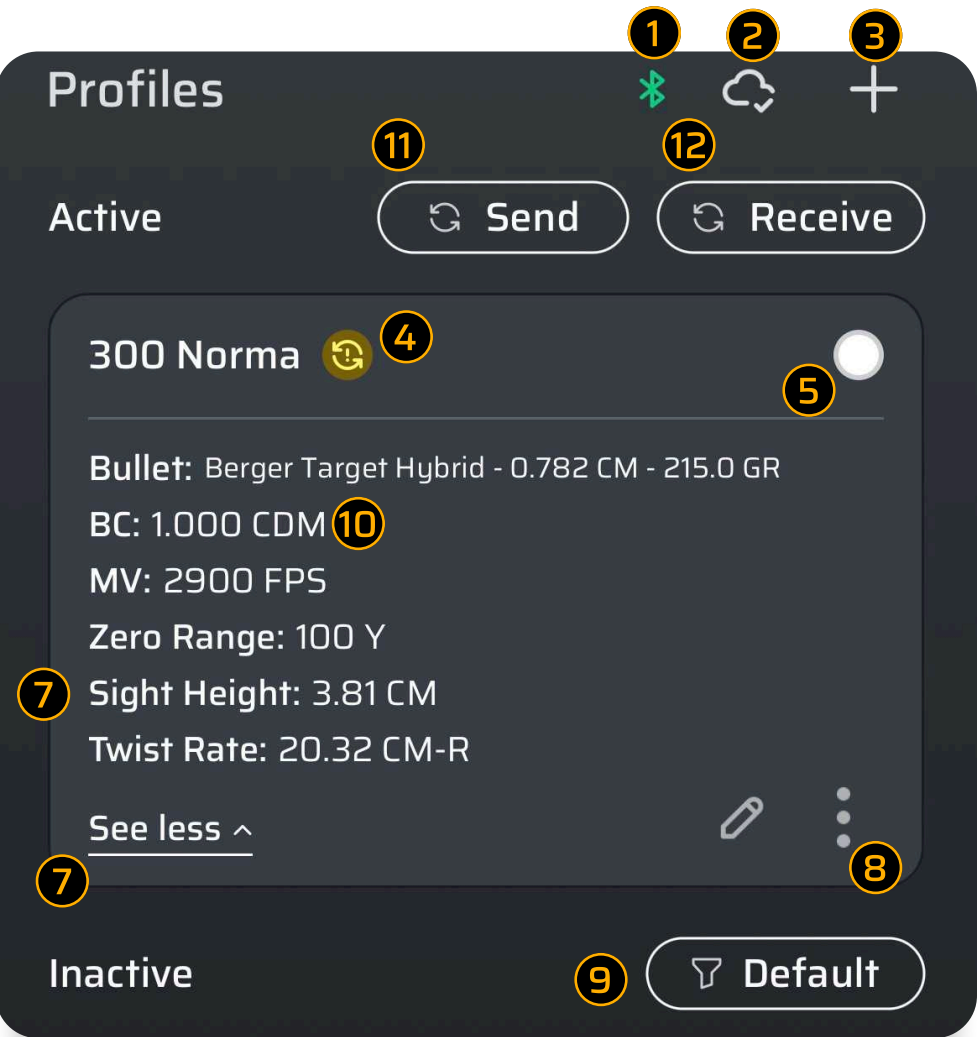 1 2 3
Profiles
11 12
Active Send Receive
300 Norma 4
5
Bullet: Berger Target Hybrid - 0.782 CM - 215.0 GR
BC: 1.000 CDM 10
MV: 2900 FPS
Zero Range: 100 Y
7 Sight Height: 3.81 CM
Twist Rate: 20.32 CM-R
See less
7 8
Inactive 9 Default